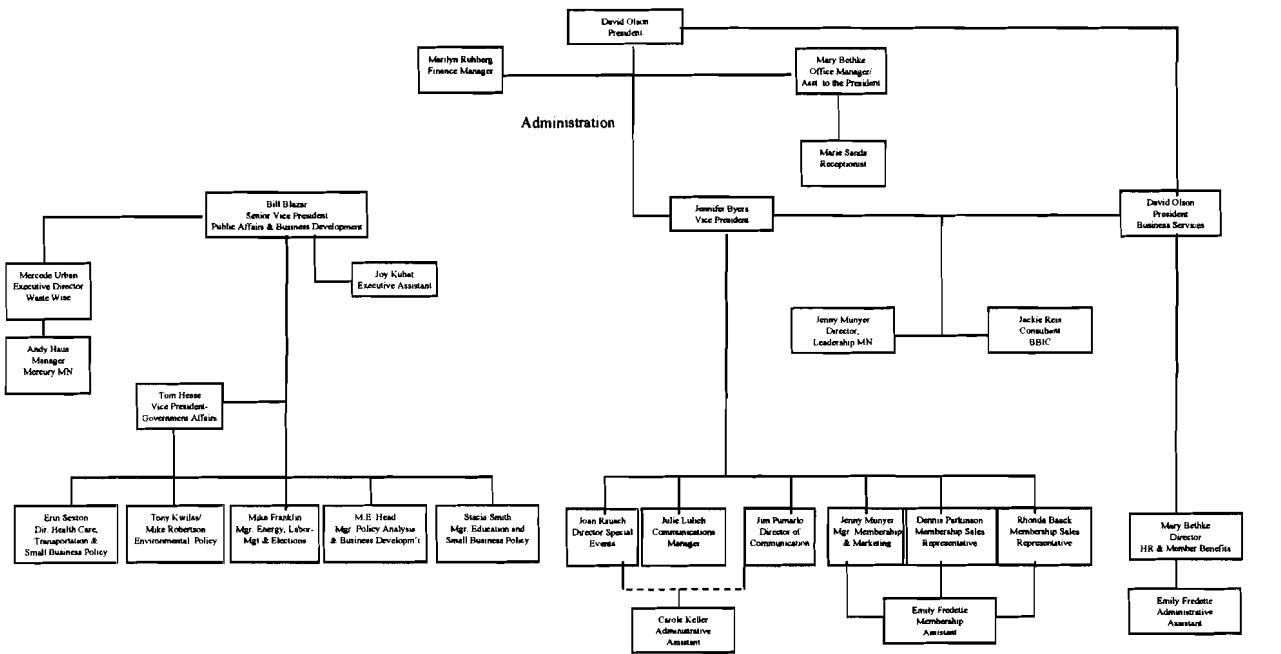 David Olson
President
Marilyn Ruhberg
Finance Manager
Mary Bethke
Office Manager/
Asst to the President
Administration
Marie Sands
Receptionist
Bill Blazar
Senior Vice President
Public Affairs & Business Development
Jennifer Byers
Vice President
David Olson
President
Business Services
Mercede Urban
Executive Director
Waste Wise
Joy Kubat
Executive Assistant
Jenny Munyer
Director,
Leadership MN
Jackie Reis
Consultant
BBIC
Andy Haus
Manager
Mercury MN
Tom Hesse
Vice President-
Government Affairs
Erin Sexton
Dir. Health Care,
Transportation &
Small Business Policy
Tony Kwilas/
Mike Robertson
Environmental Policy
Mike Franklin
Mgr. Energy, Labor-
Mgt & Elections
M.E. Head
Mgr. Policy Analysis
& Business Developm't
Stacia Smith
Mgr. Education and
Small Business Policy
Joan Rausch
Director Special
Events
Julie
Communications
Manager
Jim Pumarlo
Director of
Communication
Jenny Munyer
Mgr Membership
& Marketing
Dennis Parkinson
Membership Sales
Representative
Rhonda Baack
Membership Sales
Representative
Mary Bethke
Director
HR & Member Benefits
Carole Keller
Administrative
Assistant
Emily Fredette
Membership
Assistant
Emily Fredette
Administrative
Assistant